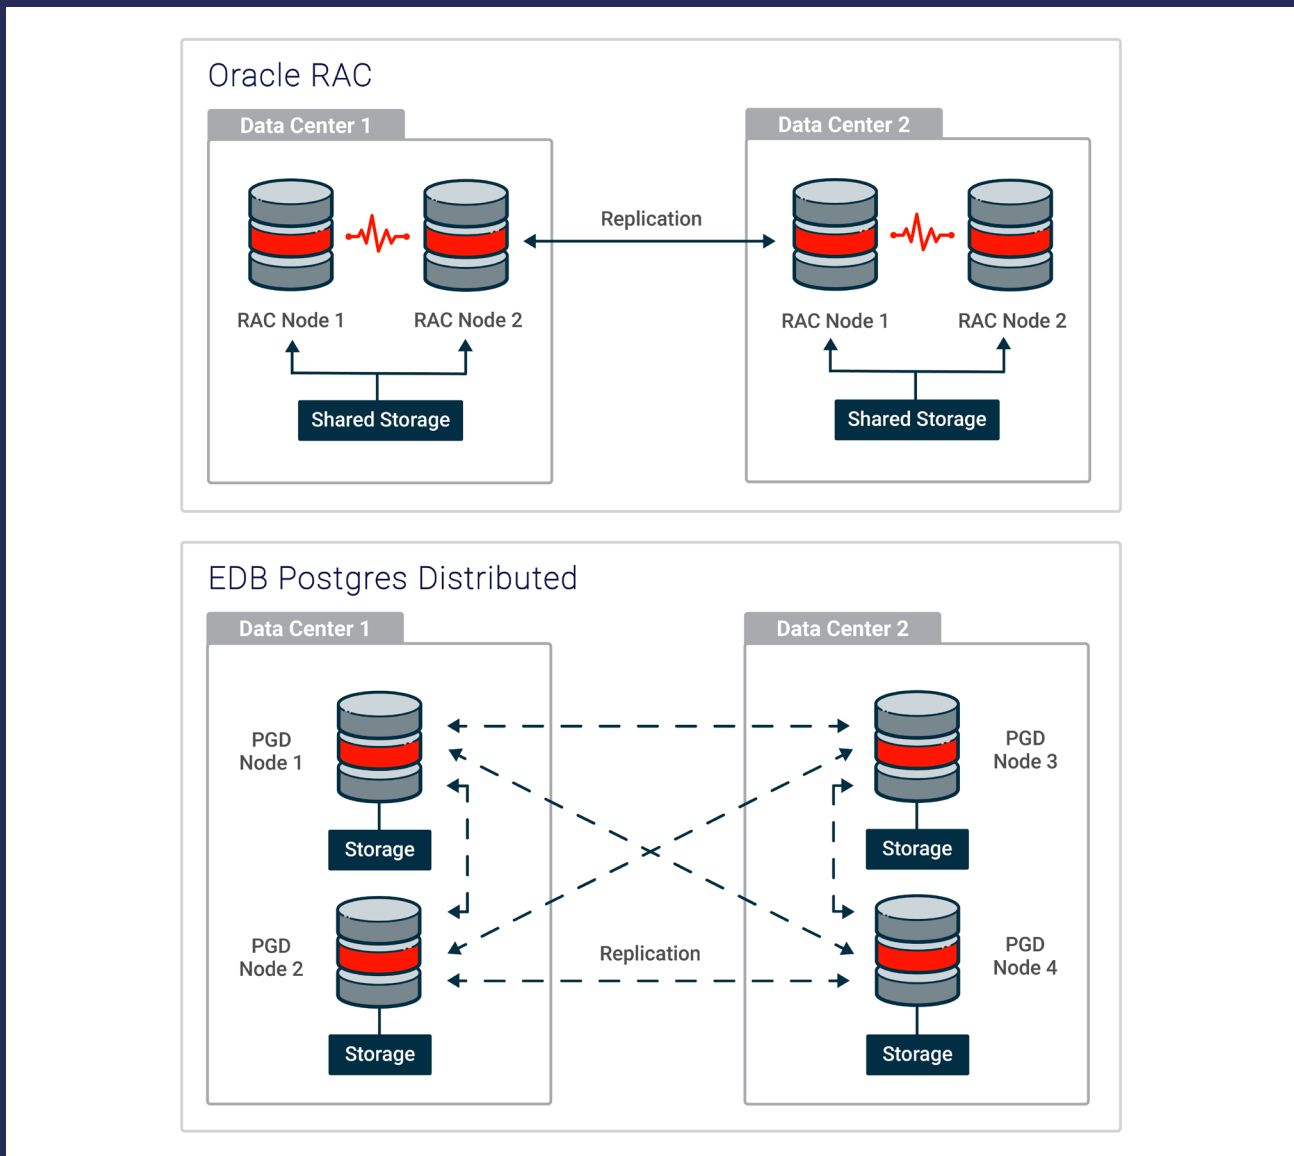 Oracle RAC
Data Center 1
Data Center 2
Replication
RAC Node 1
RAC Node 2
RAC Node 1
RAC Node 2
Shared Storage
Shared Storage
EDB Postgres Distributed
Data Center 1
Data Center 2
PGD
Node 1
PGD
Node 3
Storage
Storage
PGD
Node 2
Replication
PGD
Node 4
Storage
Storage